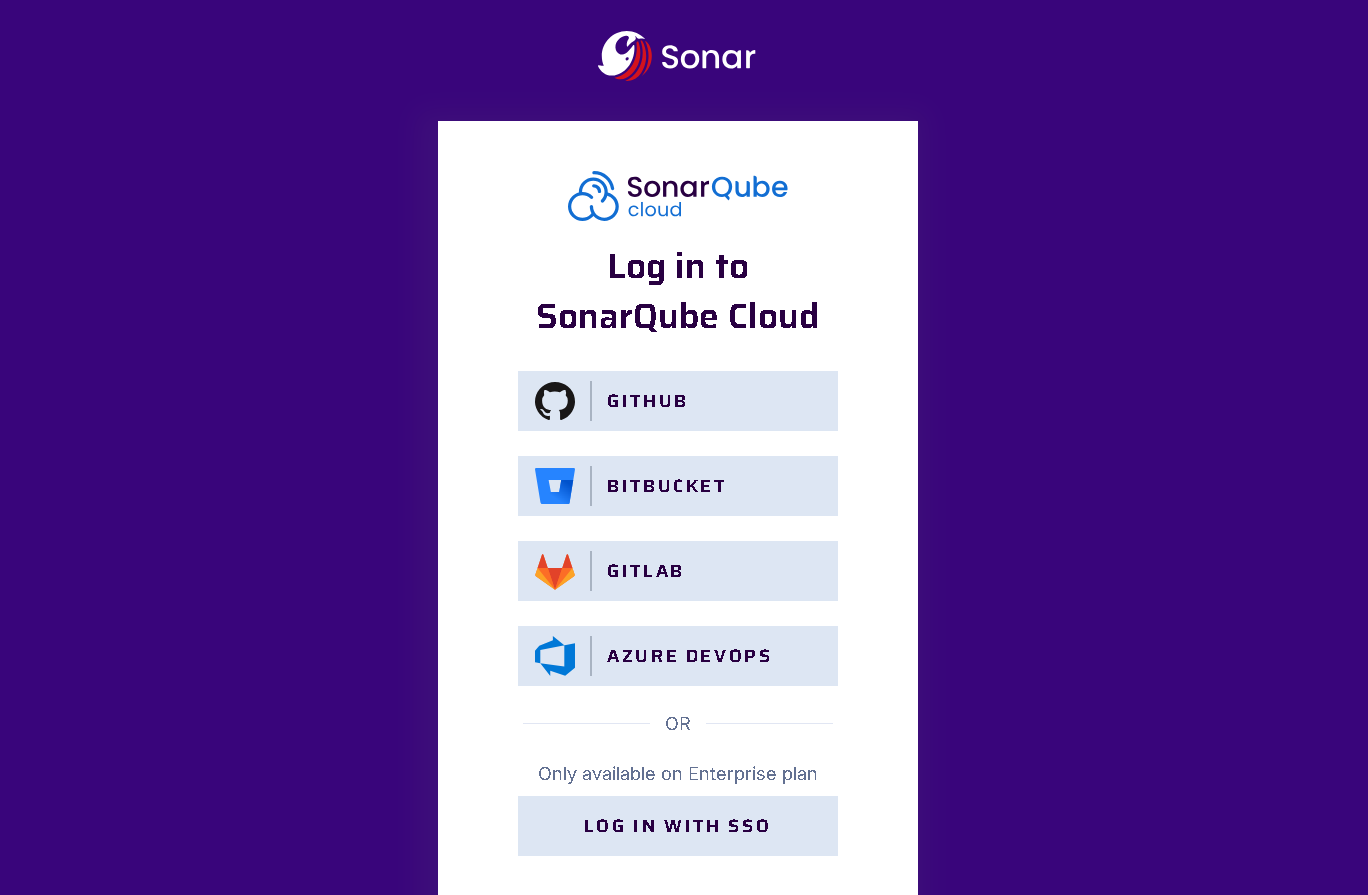 Sonar
SonarQube
cloud
Log in to
SonarQube Cloud
GITHUB
BITBUCKET
GITLAB
AZURE DEVOPS
OR
Only available on Enterprise plan
LOG IN WITH SSO